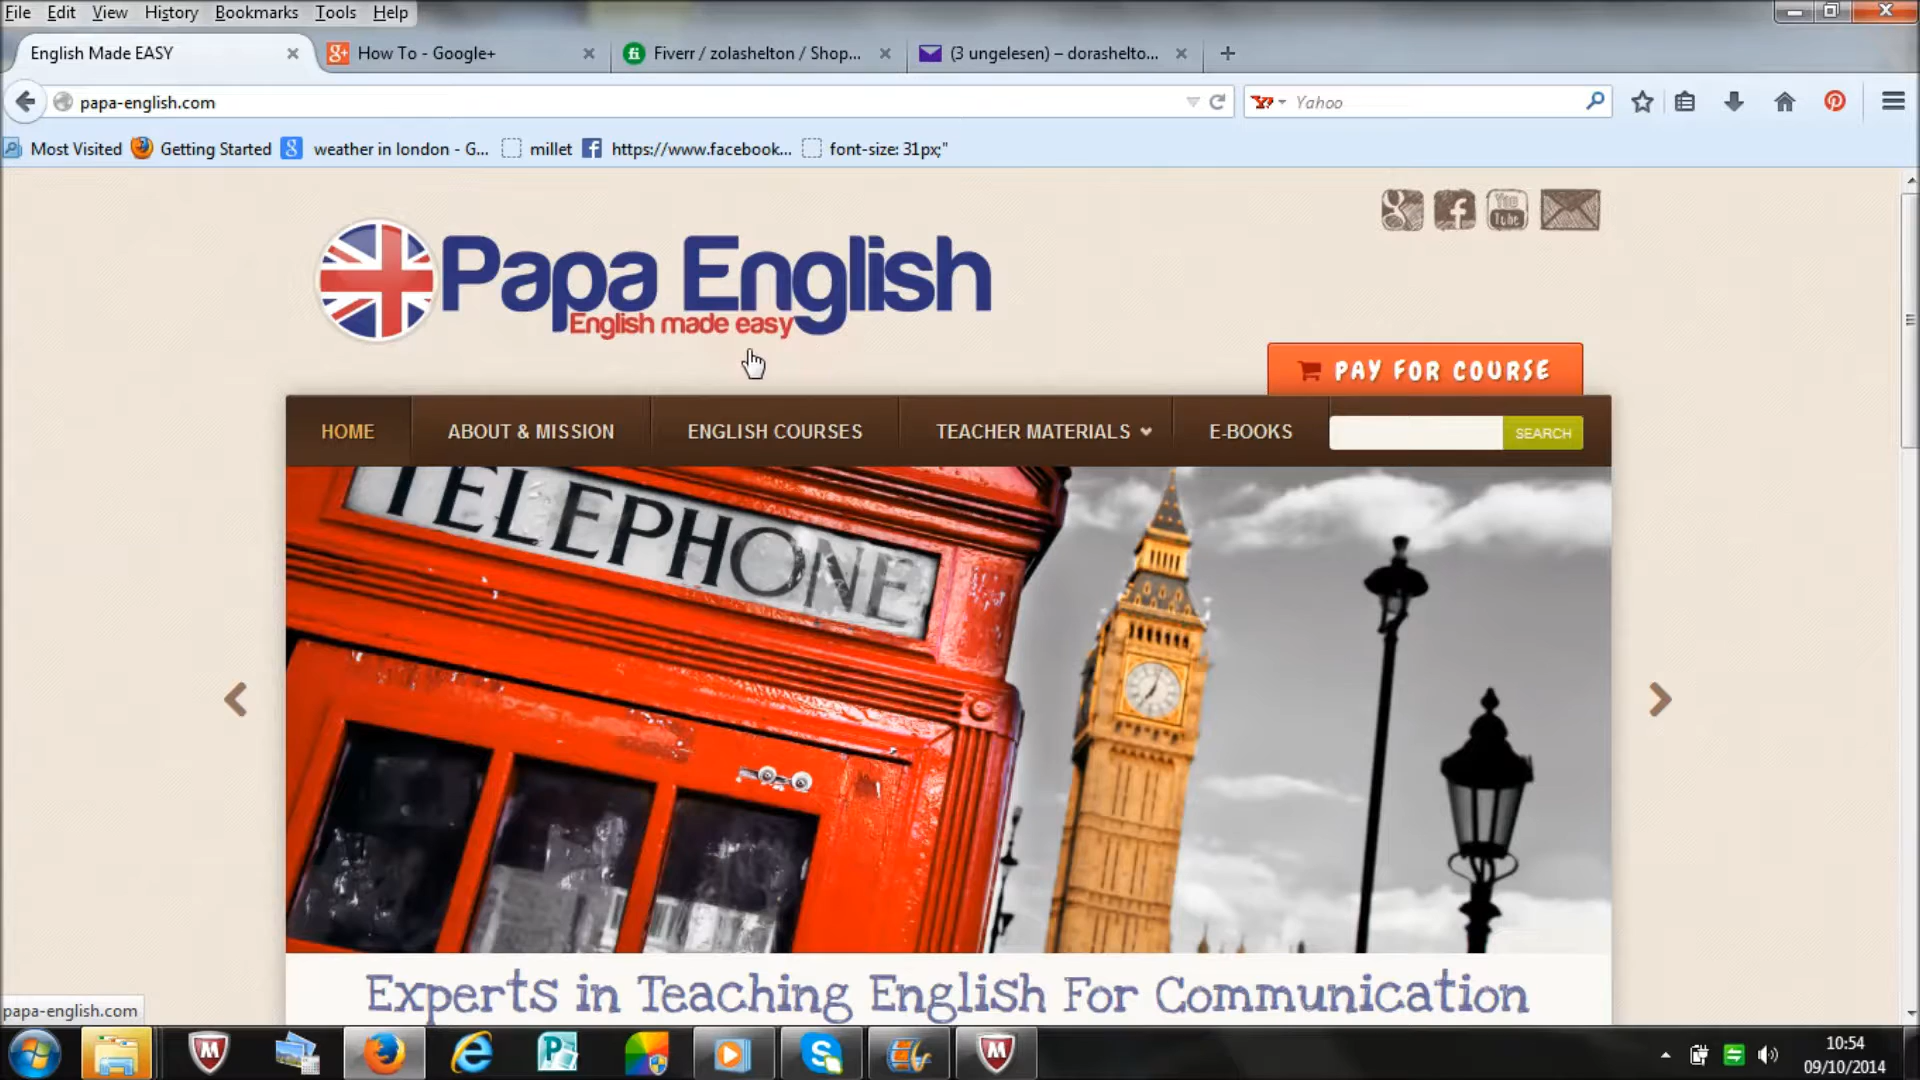 File Edit View History Bookmarks Tools Help
English Made EASY How To - Google+ Fiverr / zolashelton / Shop... (3 ungelesen) – dorashelto...
papa-english.com Yahoo
Most Visited Getting Started weather in london - G... millet https://www.facebook... font-size: 31px;"
You Tube
Papa English
English made easy
PAY FOR COURSE
HOME ABOUT & MISSION ENGLISH COURSES TEACHER MATERIALS E-BOOKS SEARCH
TELEPHONE
Experts in Teaching English For Communication
papa-english.com
10:54
09/10/2014